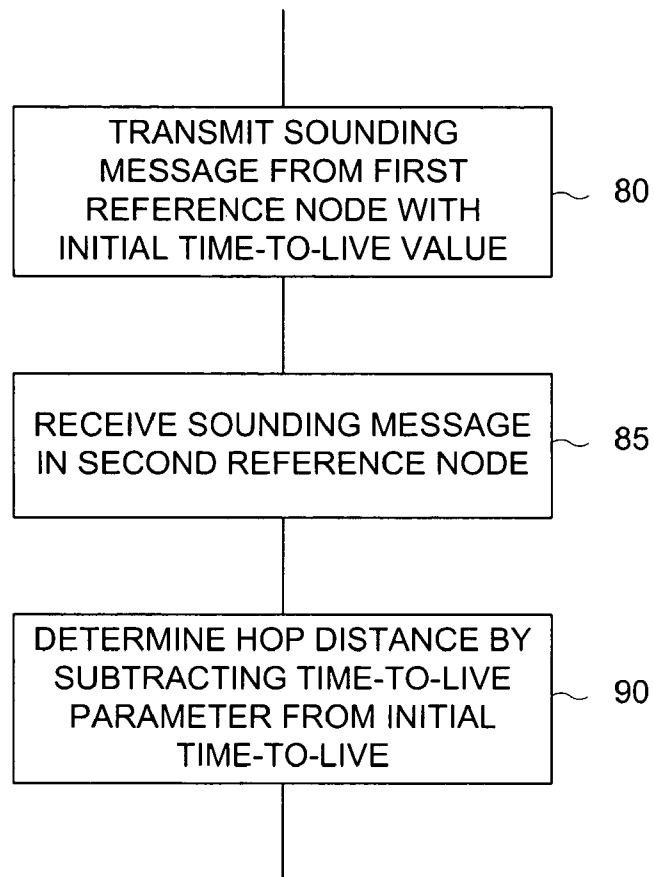 TRANSMIT SOUNDING
MESSAGE FROM FIRST
REFERENCE NODE WITH
INITIAL TIME-TO-LIVE VALUE
80
RECEIVE SOUNDING MESSAGE
IN SECOND REFERENCE NODE
85
DETERMINE HOP DISTANCE BY
SUBTRACTING TIME-TO-LIVE
PARAMETER FROM INITIAL
TIME-TO-LIVE
90